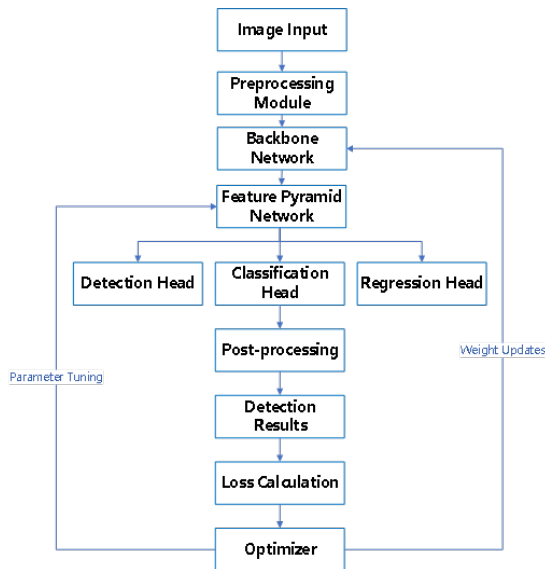 Image Input
Preprocessing
Module
Backbone
Network
Feature Pyramid
Network
Detection Head
Classification
Head
Regression Head
Post-processing
Weight Updates
Parameter Tuning
Detection
Results
Loss Calculation
Optimizer